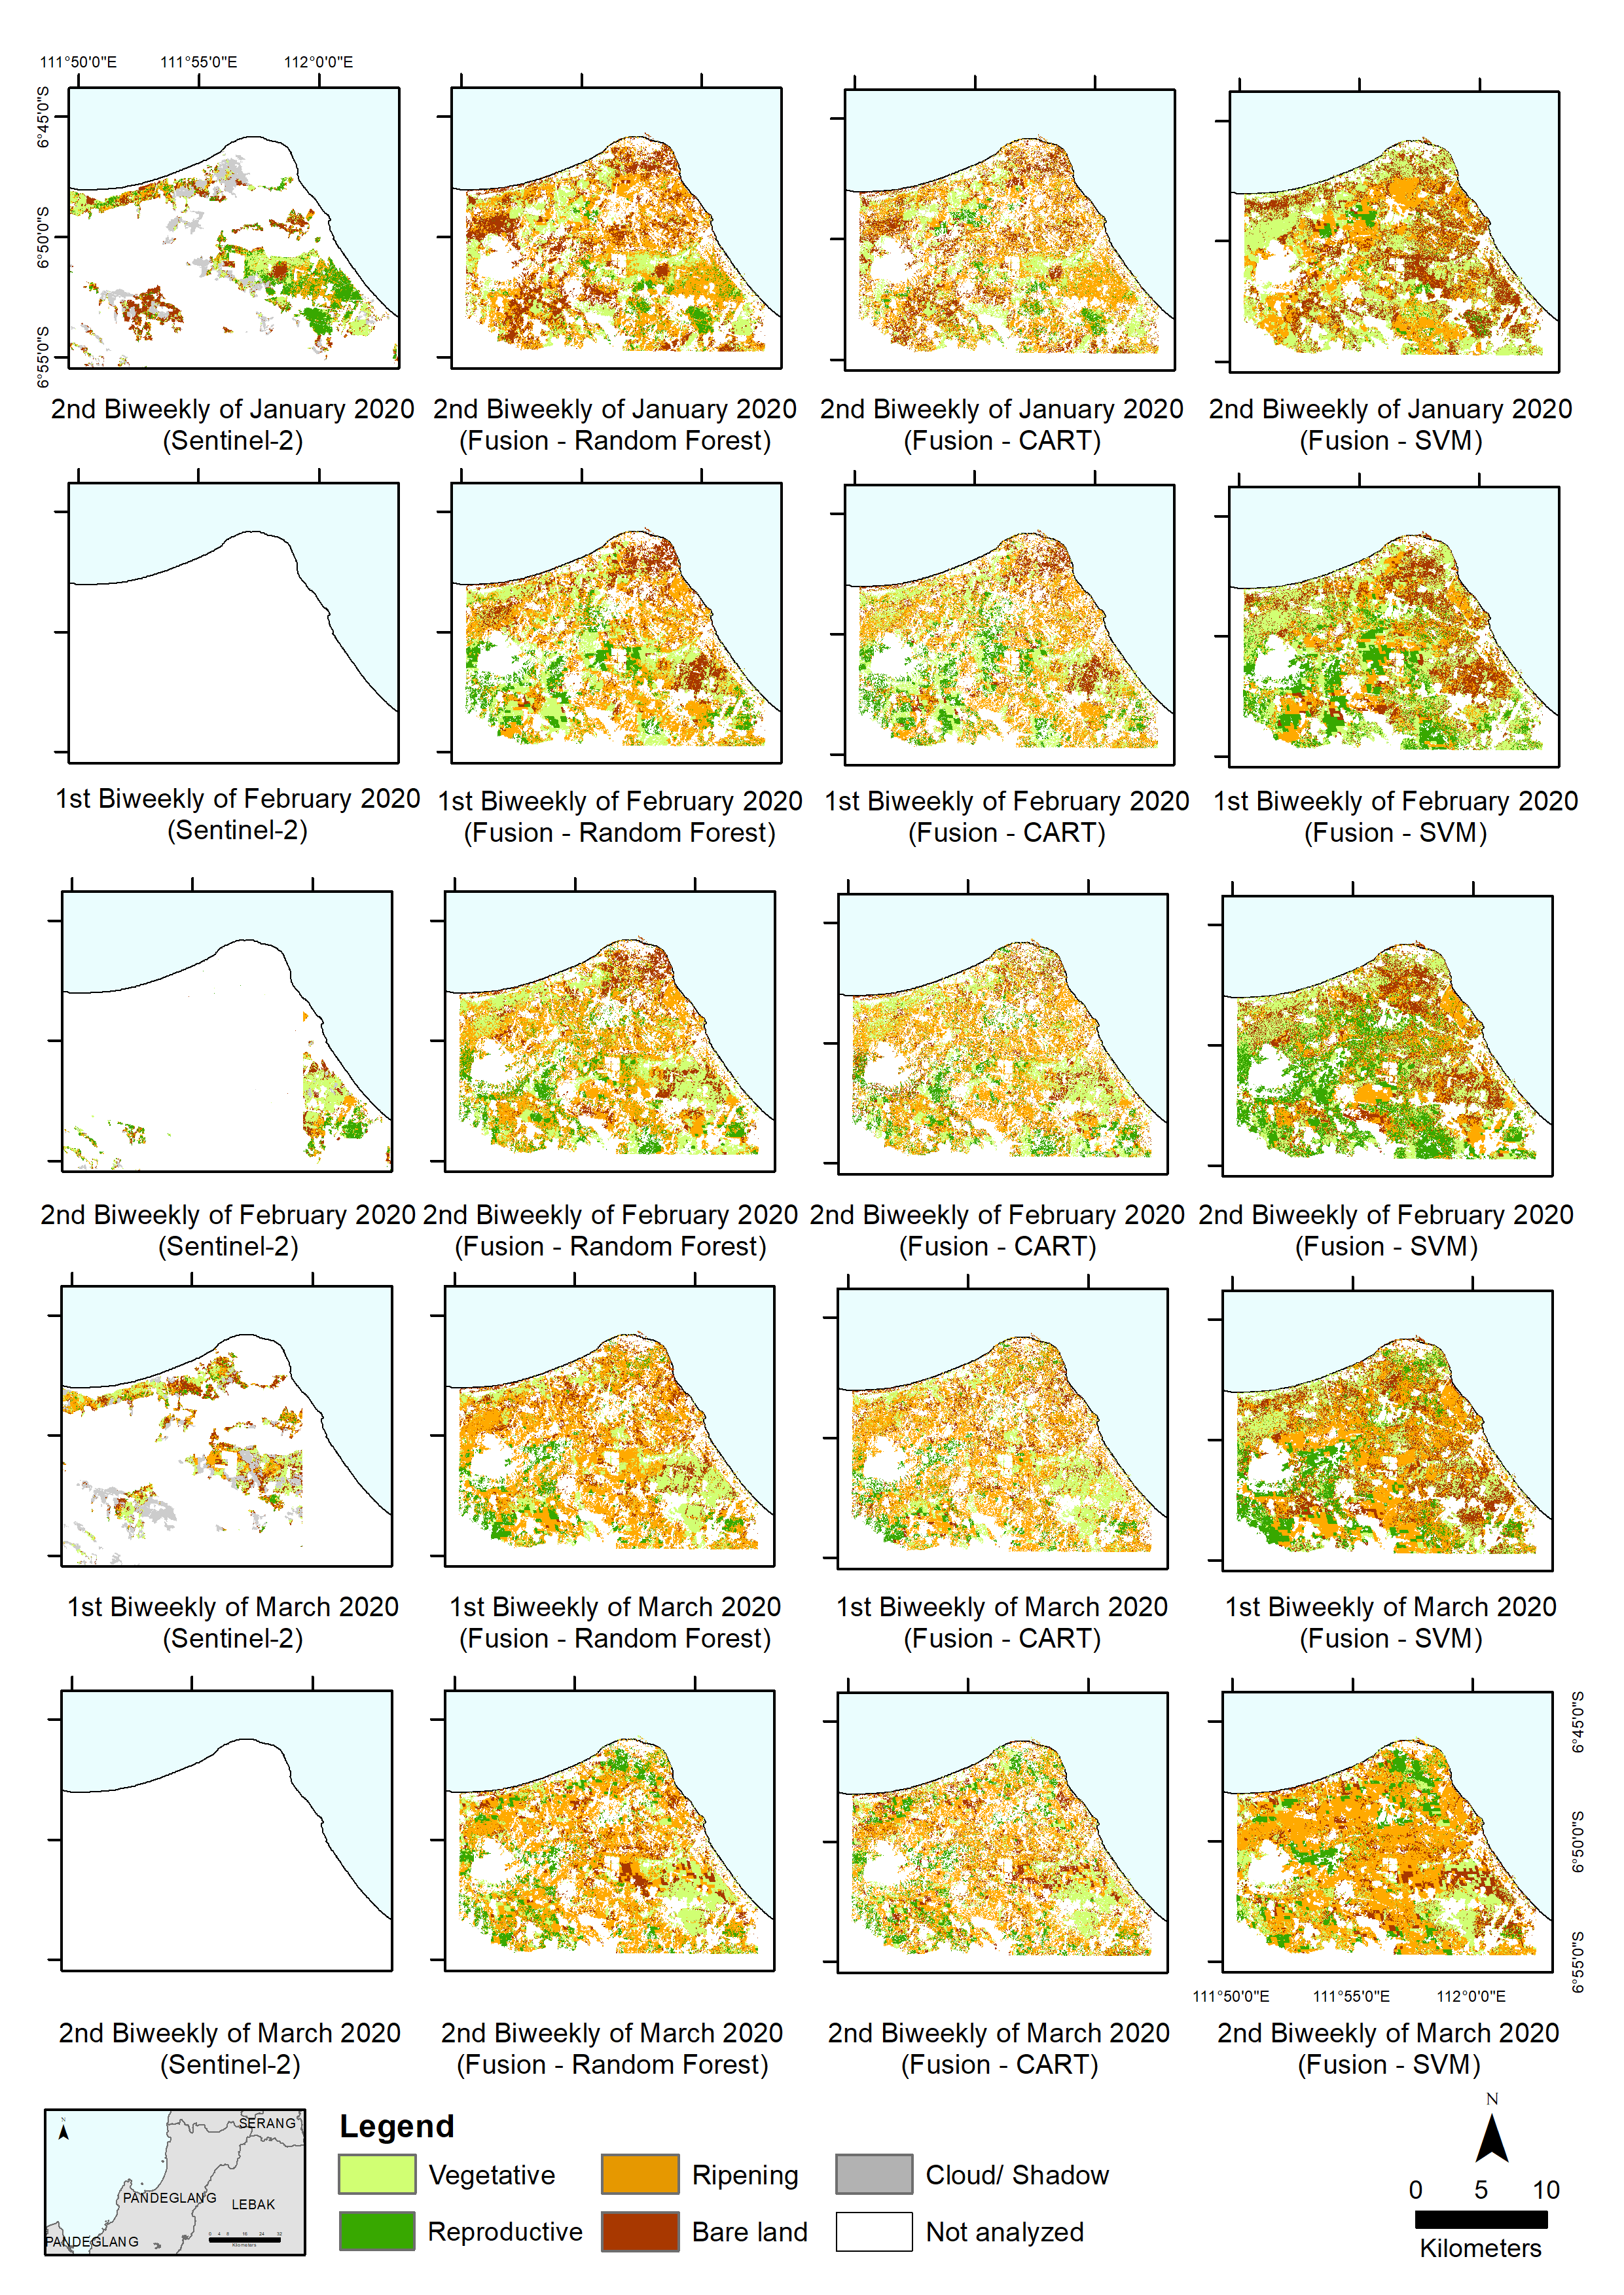 111°50'0"E 111°55'0"E 112°0'0"E
6°45'0"S
6°50'0"S
6°55'0"S
2nd Biweekly of January 2020
(Sentinel-2)
2nd Biweekly of January 2020
(Fusion - Random Forest)
2nd Biweekly of January 2020
(Fusion - CART)
2nd Biweekly of January 2020
(Fusion - SVM)
1st Biweekly of February 2020
(Sentinel-2)
1st Biweekly of February 2020
(Fusion - Random Forest)
1st Biweekly of February 2020
(Fusion - CART)
1st Biweekly of February 2020
(Fusion - SVM)
2nd Biweekly of February 2020
(Sentinel-2)
2nd Biweekly of February 2020
(Fusion - Random Forest)
2nd Biweekly of February 2020
(Fusion - CART)
2nd Biweekly of February 2020
(Fusion - SVM)
1st Biweekly of March 2020
(Sentinel-2)
1st Biweekly of March 2020
(Fusion - Random Forest)
1st Biweekly of March 2020
(Fusion - CART)
1st Biweekly of March 2020
(Fusion - SVM)
6°45'0"S
6°50'0"S
6°55'0"S
111°50'0"E 111°55'0"E 112°0'0"E
2nd Biweekly of March 2020
(Sentinel-2)
2nd Biweekly of March 2020
(Fusion - Random Forest)
2nd Biweekly of March 2020
(Fusion - CART)
2nd Biweekly of March 2020
(Fusion - SVM)
N
SERANG
PANDEGLANG
LEBAK
PANDEGLANG
0 4 8 16 24 32
Kilometers
Legend
Vegetative
Ripening
Cloud/ Shadow
Reproductive
Bare land
Not analyzed
N
0 5 10
Kilometers